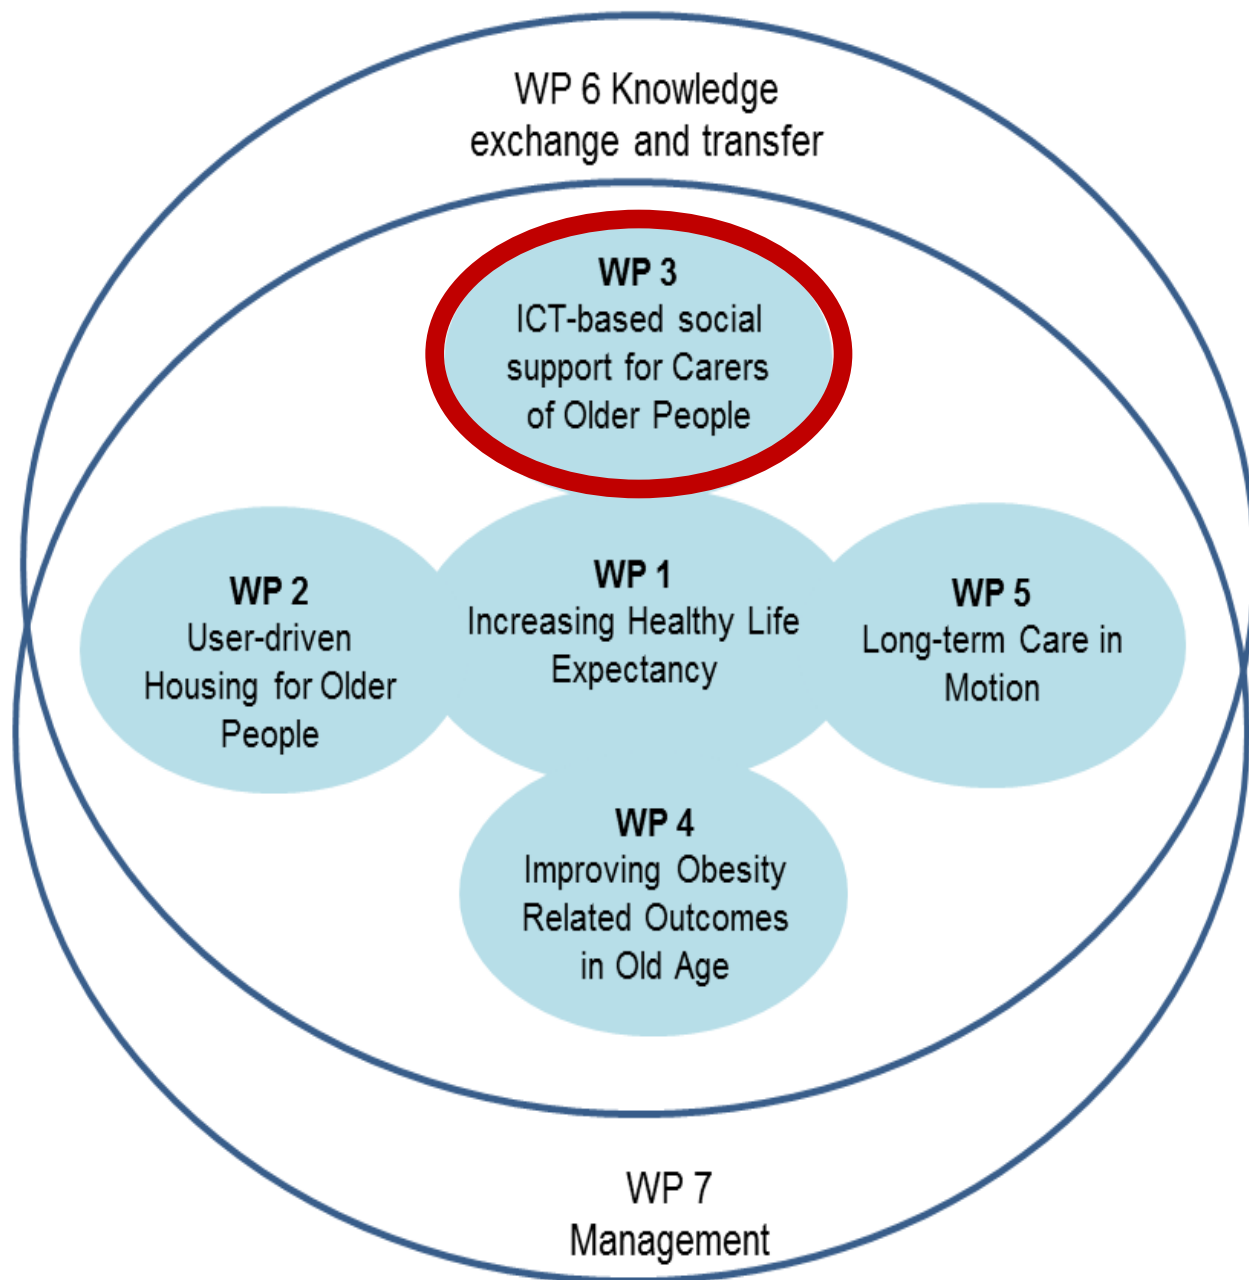 WP 6 Knowledge
exchange and transfer
WP 3
ICT-based social
support for Carers
of Older People
WP 2
User-driven
Housing for Older
People
WP 1
Increasing Healthy Life
Expectancy
WP 5
Long-term Care in
Motion
WP 4
Improving Obesity
Related Outcomes
in Old Age
WP 7
Management